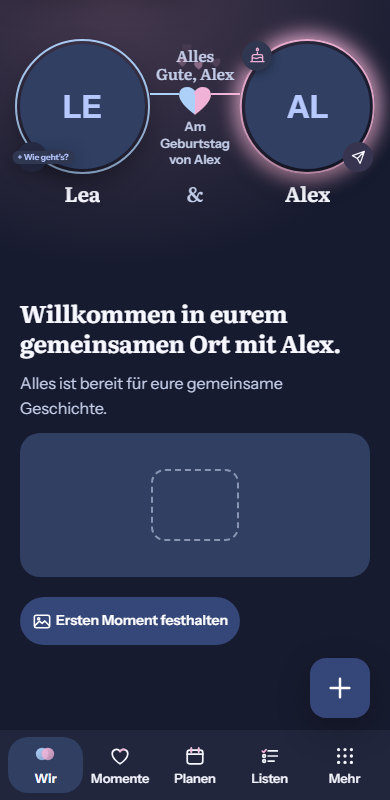 Alles
Gute, Alex
LE
AL
Am
Geburtstag
von Alex
+ Wie geht's?
Lea
&
Alex
Willkommen in eurem
gemeinsamen Ort mit Alex.
Alles ist bereit für eure gemeinsame
Geschichte.
Ersten Moment festhalten
Wir
Momente
Planen
Listen
Mehr